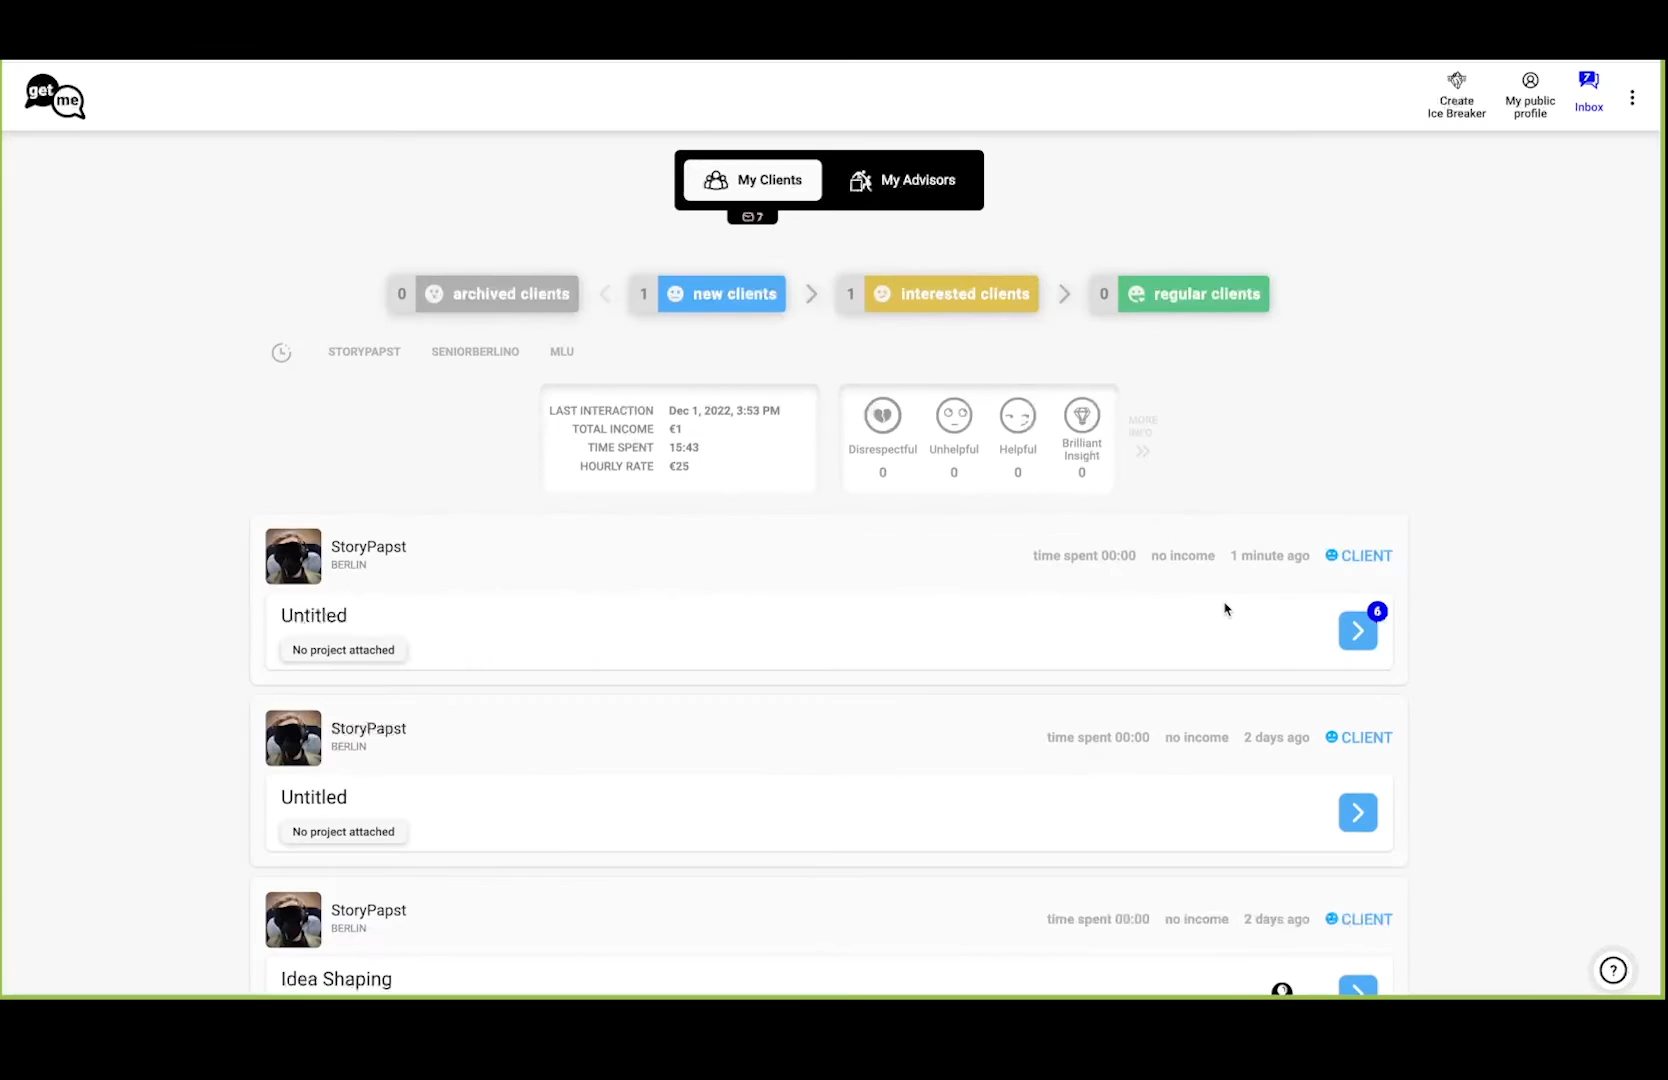 get
me
Create
Ice Breaker
My public
profile
7
Inbox
My Clients
My Advisors
7
0 archived clients
1 new clients
1 interested clients
0 regular clients
STORYPAPST
SENIORBERLINO
MLU
LAST INTERACTION Dec 1, 2022, 3:53 PM
TOTAL INCOME €1
TIME SPENT 15:43
HOURLY RATE €25
Disrespectful
0
Unhelpful
0
Helpful
0
Brilliant
Insight
0
MORE
INFO
StoryPapst
BERLIN
time spent 00:00 no income 1 minute ago CLIENT
Untitled
6
No project attached
StoryPapst
BERLIN
time spent 00:00 no income 2 days ago CLIENT
Untitled
No project attached
StoryPapst
BERLIN
time spent 00:00 no income 2 days ago CLIENT
Idea Shaping
?